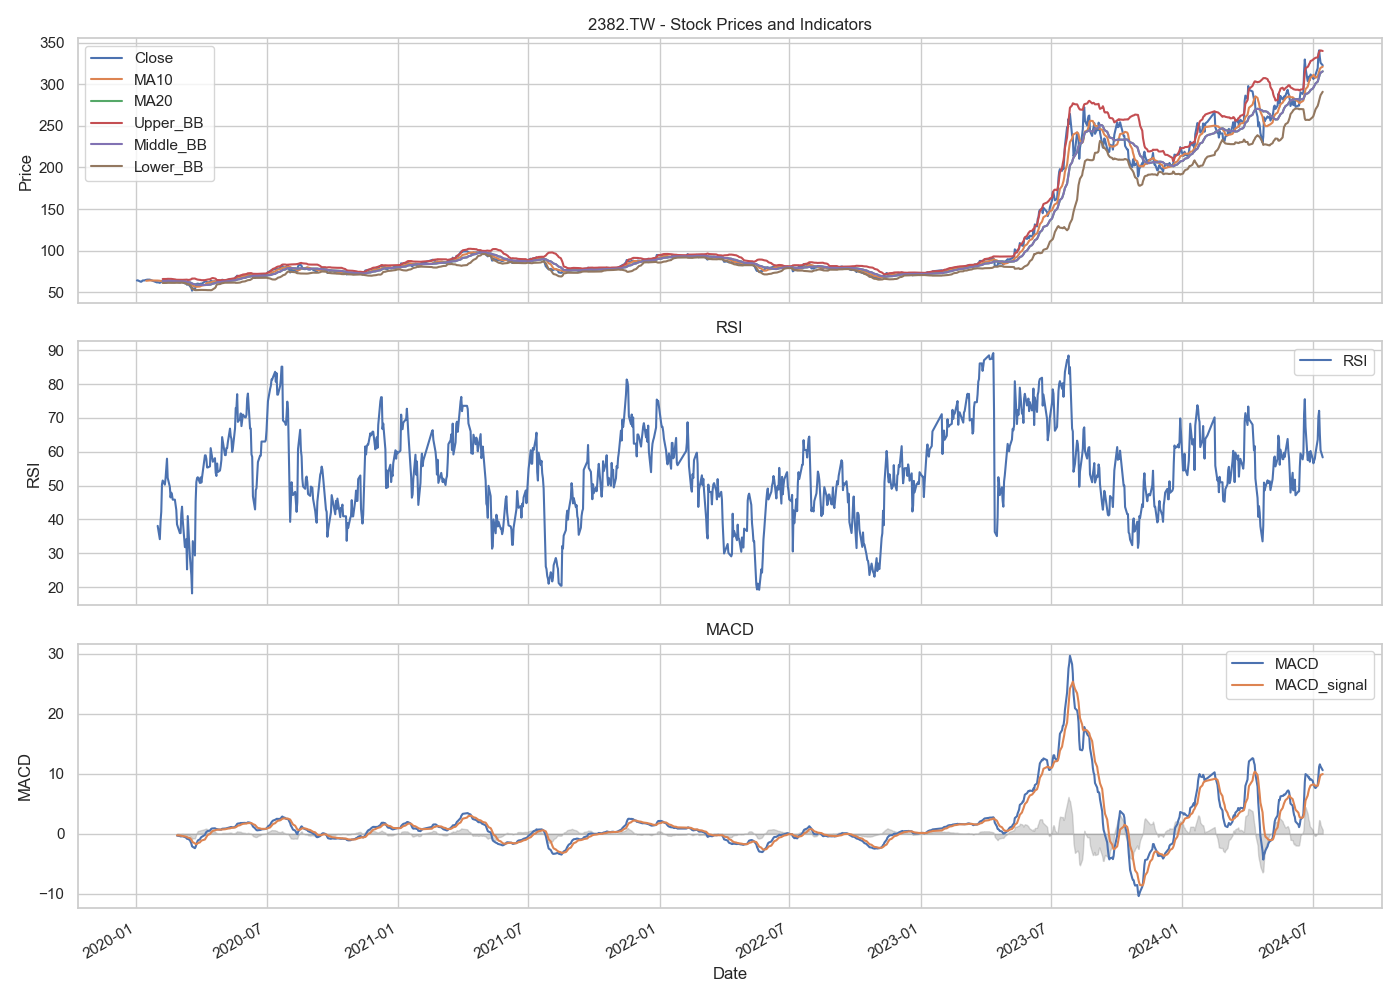 2382.TW - Stock Prices and Indicators
350
300
250
200
150
100
50
Price
Close
MA10
MA20
Upper_BB
Middle_BB
Lower_BB
RSI
90
80
70
60
50
40
30
20
RSI
RSI
MACD
30
20
10
0
−10
MACD
MACD
MACD_signal
2020-01
2020-07
2021-01
2021-07
2022-01
2022-07
2023-01
2023-07
2024-01
2024-07
Date